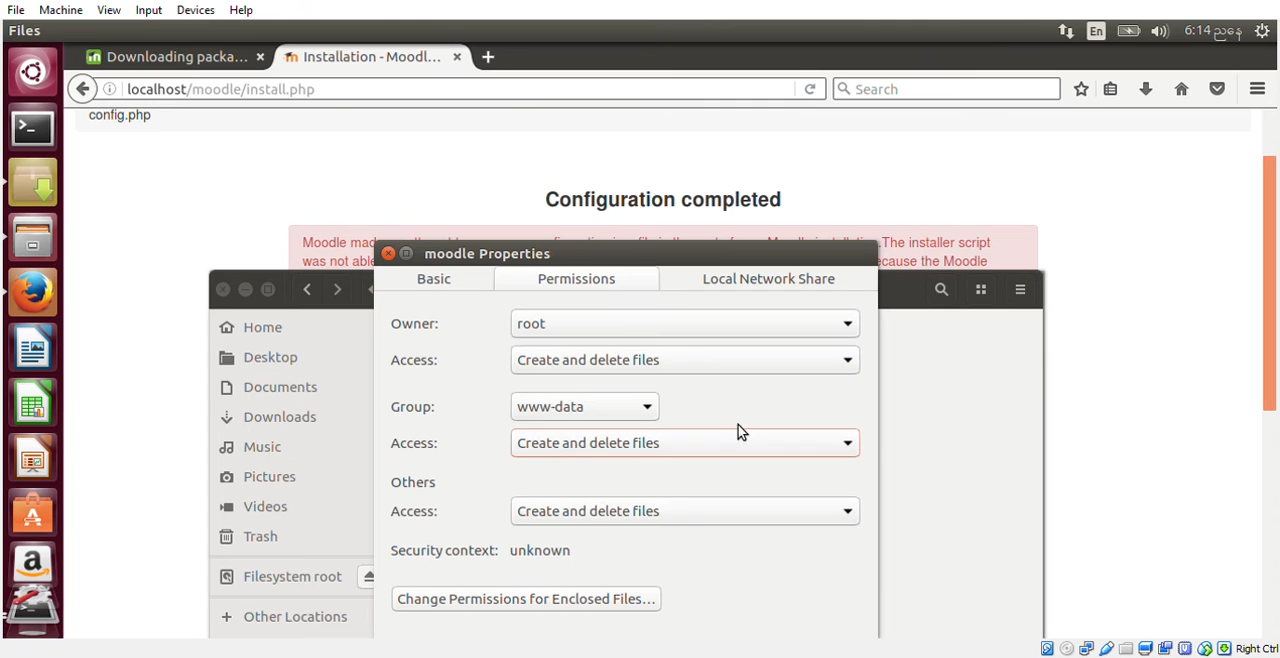 File Machine View Input Devices Help
Files
En
6:14 ညနေ
Downloading packa...
Installation - Moodl...
localhost/moodle/install.php
Search
config.php
Configuration completed
Moodle mad The installer script
was not able ecause the Moodle
moodle Properties
Basic Permissions Local Network Share
Home
Desktop
Documents
Downloads
Music
Pictures
Videos
Trash
Filesystem root
Other Locations
Owner: root
Access: Create and delete files
Group: www-data
Access: Create and delete files
Others
Access: Create and delete files
Security context: unknown
Change Permissions for Enclosed Files...
Right Ctrl